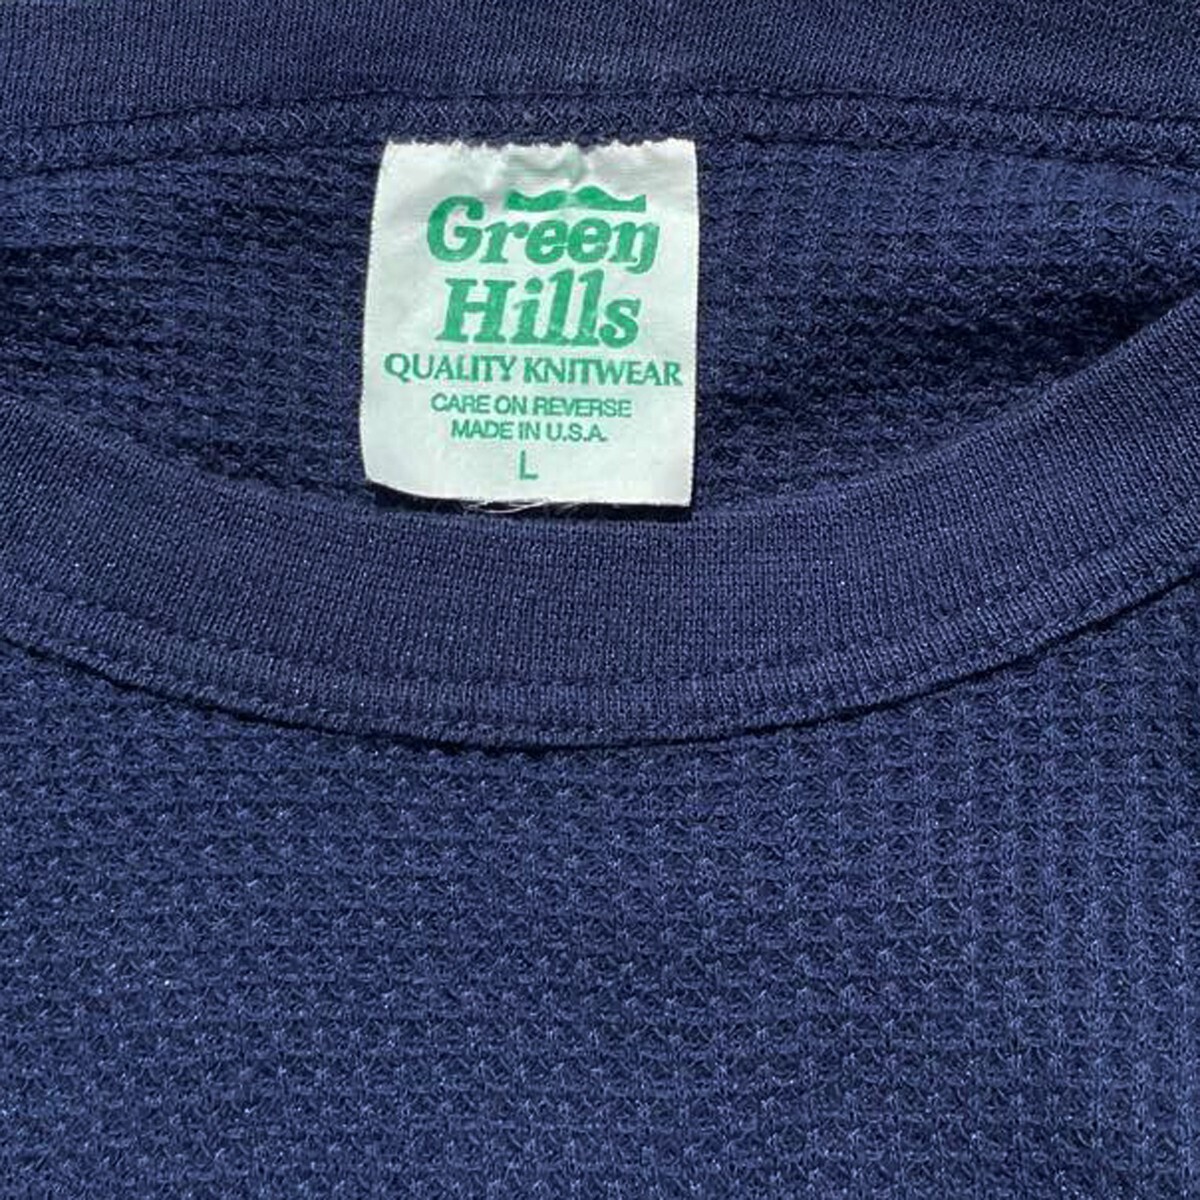 Green
Hills
QUALITY KNITWEAR
CARE ON REVERSE
MADE IN U.S.A.
L